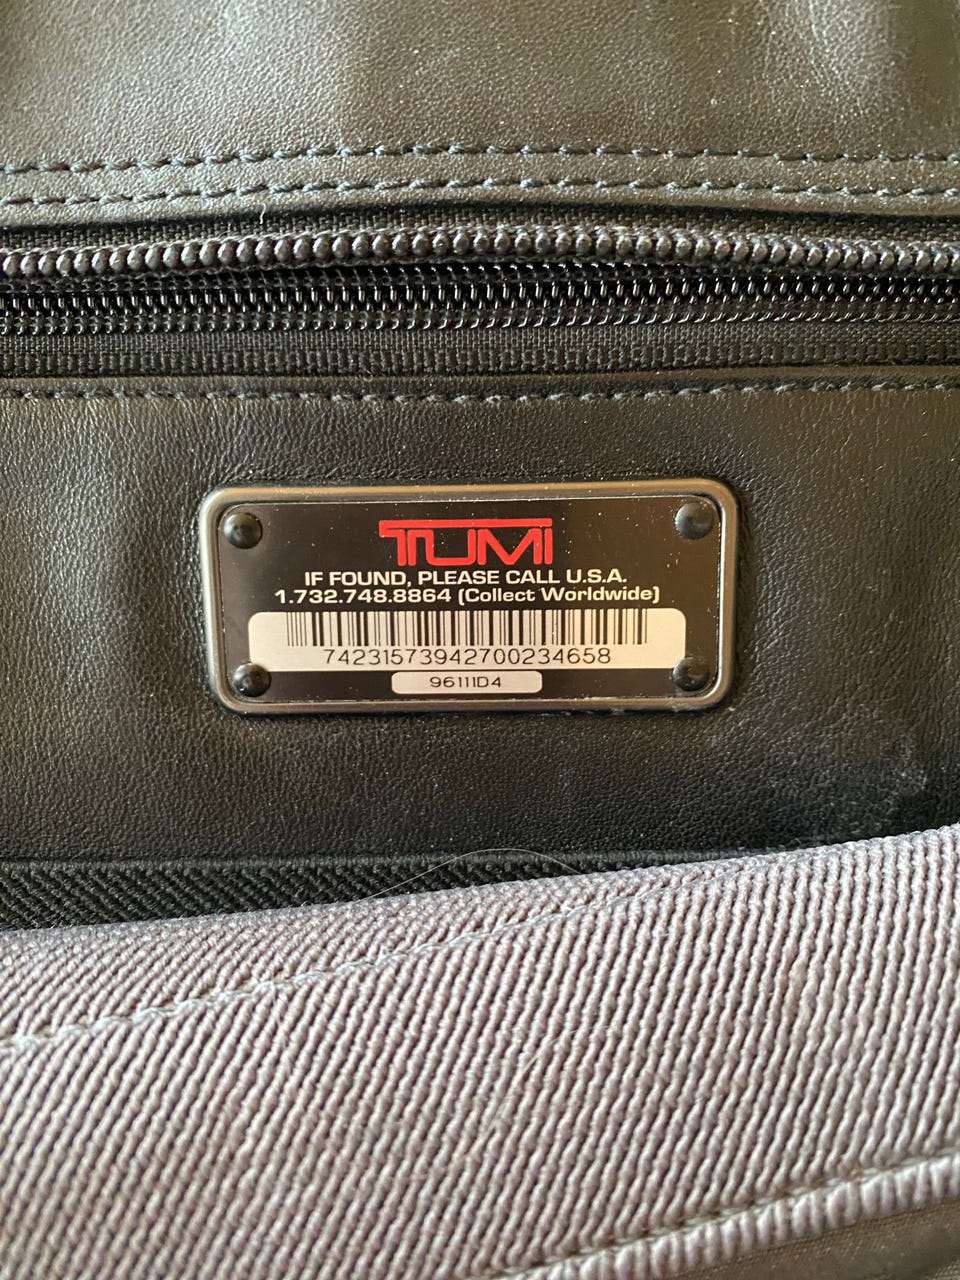 TUMI
IF FOUND, PLEASE CALL U.S.A.
1.732.748.8864 (Collect Worldwide)
74231573942700234658
96111D4